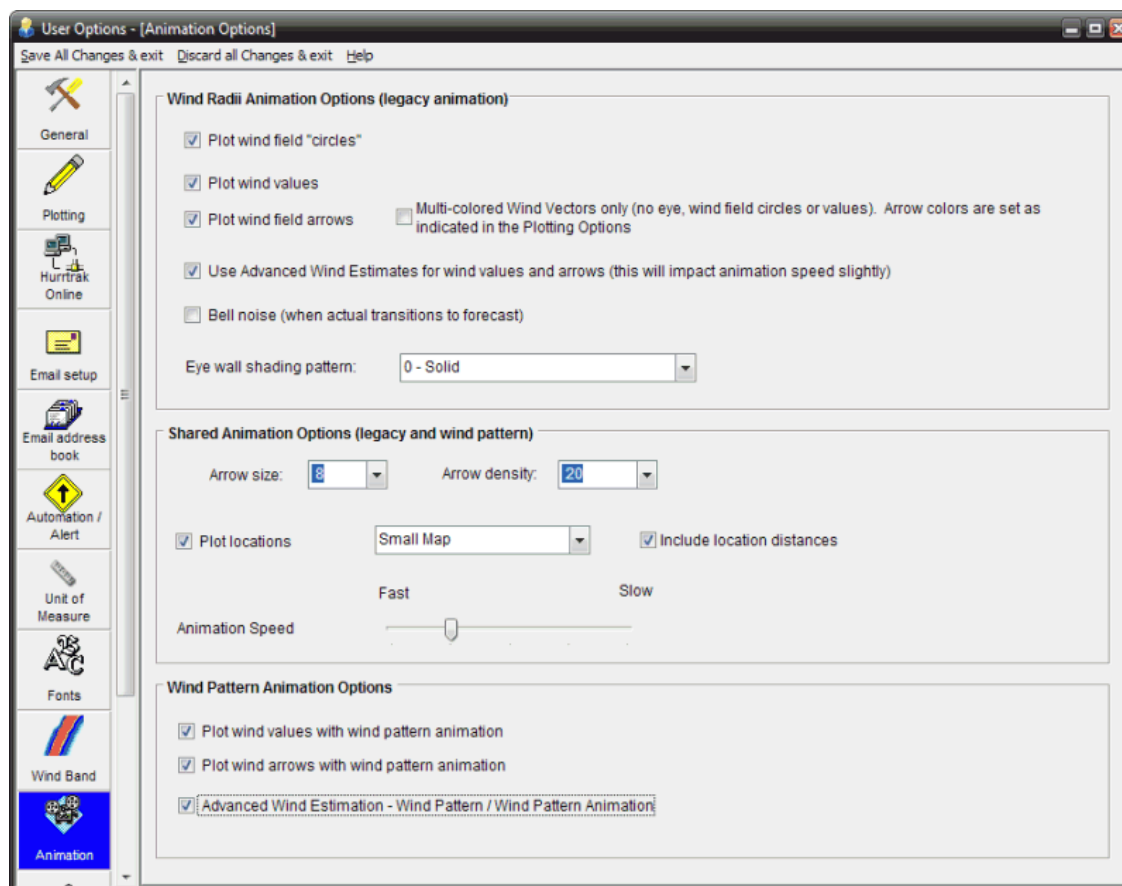 User Options - [Animation Options]
Save All Changes & exit Discard all Changes & exit Help
General
Plotting
Hurrtrak
Online
Email setup
Email address
book
Automation /
Alert
Unit of
Measure
Fonts
Wind Band
Animation
Wind Radii Animation Options (legacy animation)
Plot wind field "circles"
Plot wind values
Plot wind field arrows
Multi-colored Wind Vectors only (no eye, wind field circles or values). Arrow colors are set as
indicated in the Plotting Options
Use Advanced Wind Estimates for wind values and arrows (this will impact animation speed slightly)
Bell noise (when actual transitions to forecast)
Eye wall shading pattern: 0 - Solid
Shared Animation Options (legacy and wind pattern)
Arrow size: 8 Arrow density: 20
Plot locations Small Map Include location distances
Fast Slow
Animation Speed
Wind Pattern Animation Options
Plot wind values with wind pattern animation
Plot wind arrows with wind pattern animation
Advanced Wind Estimation - Wind Pattern / Wind Pattern Animation